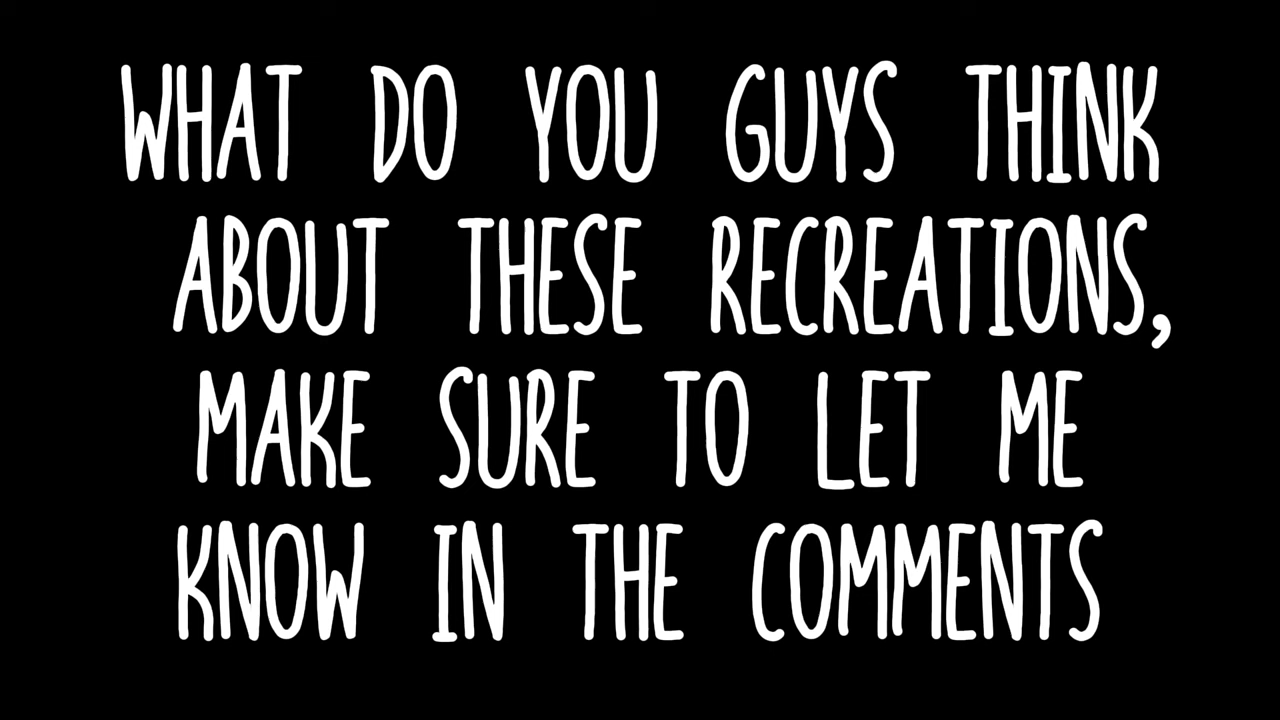 WHAT DO YOU GUYS THINK
ABOUT THESE RECREATIONS,
MAKE SURE TO LET ME
KNOW IN THE COMMENTS